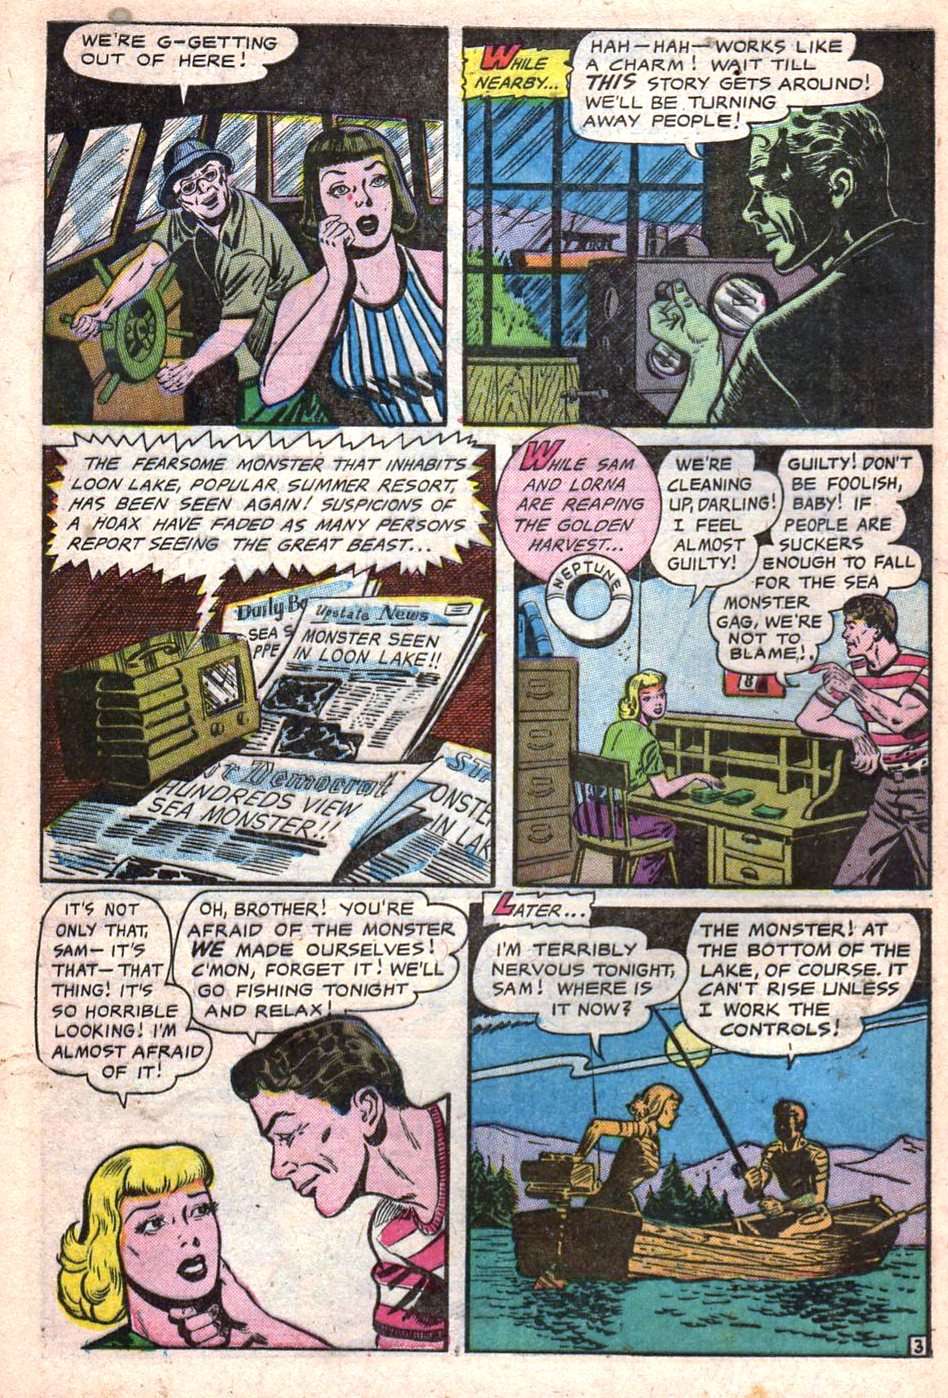 WE'RE G-GETTING
OUT OF HERE!
WHILE
NEARBY...
HAH—HAH—WORKS LIKE
A CHARM! WAIT TILL
THIS STORY GETS AROUND!
WE'LL BE TURNING
AWAY PEOPLE!
THE FEARSOME MONSTER THAT INHABITS
LOON LAKE, POPULAR SUMMER RESORT,
HAS BEEN SEEN AGAIN! SUSPICIONS OF
A HOAX HAVE FADED AS MANY PERSONS
REPORT SEEING THE GREAT BEAST...
Daily
SEA S
PPE
Upstate News
MONSTER SEEN
IN LOON LAKE!!
Democrat
HUNDREDS VIEW
SEA MONSTER!!
ST
ONSTE
IN LAK
WHILE SAM
AND LORNA
ARE REAPING
THE GOLDEN
HARVEST...
WE'RE
CLEANING
UP, DARLING!
I FEEL
ALMOST
GUILTY!
GUILTY! DON'T
BE FOOLISH,
BABY! IF
PEOPLE ARE
SUCKERS
ENOUGH TO FALL
FOR THE SEA
MONSTER
GAG, WE'RE
NOT TO
BLAME!
NEPTUNE
8
IT'S NOT
ONLY THAT,
SAM—IT'S
THAT—THAT
THING! IT'S
SO HORRIBLE
LOOKING! I'M
ALMOST AFRAID
OF IT!
OH, BROTHER! YOU'RE
AFRAID OF THE MONSTER
WE MADE OURSELVES!
C'MON, FORGET IT! WE'LL
GO FISHING TONIGHT
AND RELAX!
LATER...
I'M TERRIBLY
NERVOUS TONIGHT,
SAM! WHERE IS
IT NOW?
THE MONSTER! AT
THE BOTTOM OF THE
LAKE, OF COURSE. IT
CAN'T RISE UNLESS
I WORK THE
CONTROLS!
3